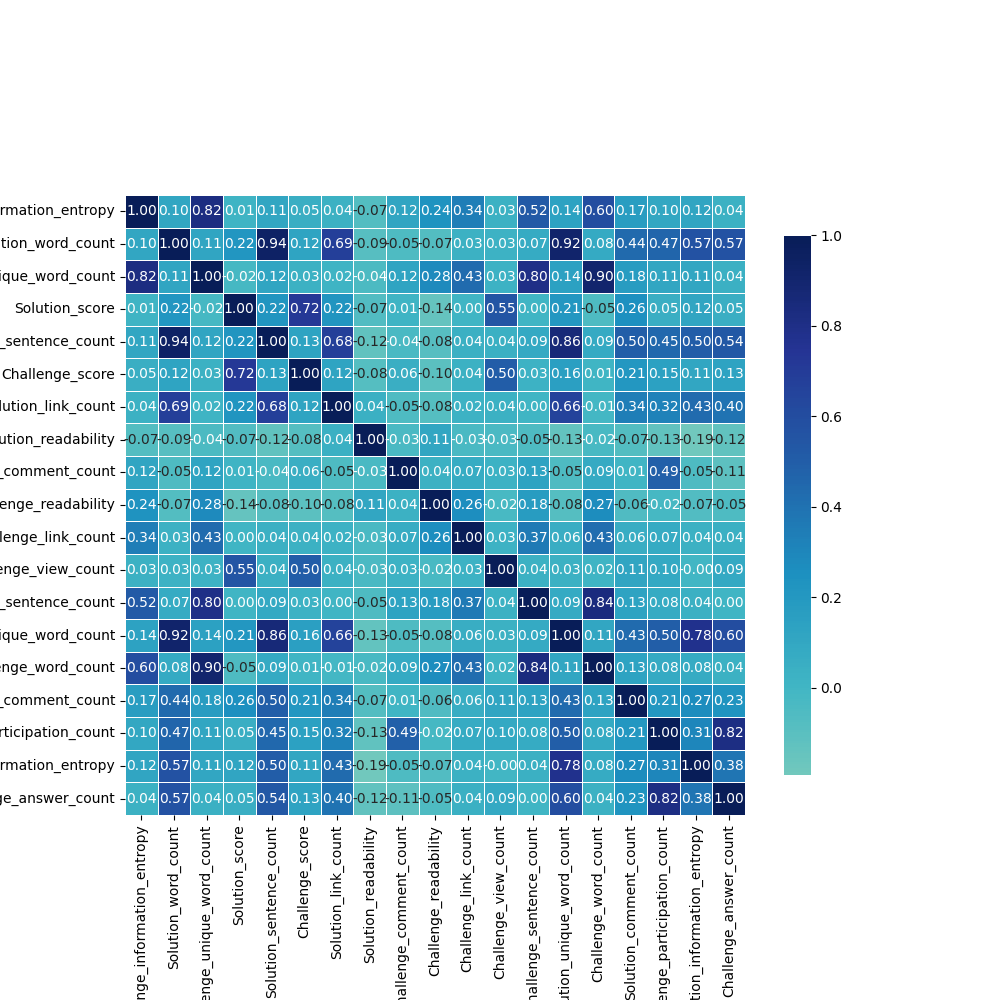 rmation_entropy 1.00 0.10 0.82 0.01 0.11 0.05 0.04 -0.07 0.12 0.24 0.34 0.03 0.52 0.14 0.60 0.17 0.10 0.12 0.04
tion_word_count 0.10 1.00 0.11 0.22 0.94 0.12 0.69 -0.09 -0.05 -0.07 0.03 0.03 0.07 0.92 0.08 0.44 0.47 0.57 0.57 1.0
ique_word_count 0.82 0.11 1.00 -0.02 0.12 0.03 0.02 -0.04 0.12 0.28 0.43 0.03 0.80 0.14 0.90 0.18 0.11 0.11 0.04
Solution_score 0.01 0.22 -0.02 1.00 0.22 0.72 0.22 -0.07 0.01 -0.14 0.00 0.55 0.00 0.21 -0.05 0.26 0.05 0.12 0.05
_sentence_count 0.11 0.94 0.12 0.22 1.00 0.13 0.68 -0.12 -0.04 -0.08 0.04 0.04 0.09 0.86 0.09 0.50 0.45 0.50 0.54 0.8
Challenge_score 0.05 0.12 0.03 0.72 0.13 1.00 0.12 -0.08 0.06 -0.10 0.04 0.50 0.03 0.16 0.01 0.21 0.15 0.11 0.13
lution_link_count 0.04 0.69 0.02 0.22 0.68 0.12 1.00 0.04 -0.05 -0.08 0.02 0.04 0.00 0.66 -0.01 0.34 0.32 0.43 0.40 0.6
ution_readability -0.07 -0.09 -0.04 -0.07 -0.12 -0.08 0.04 1.00 -0.03 0.11 -0.03 -0.03 -0.05 -0.13 -0.02 -0.07 -0.13 -0.19 -0.12
_comment_count 0.12 -0.05 0.12 0.01 -0.04 0.06 -0.05 -0.03 1.00 0.04 0.07 0.03 0.13 -0.05 0.09 0.01 0.49 -0.05 -0.11
enge_readability 0.24 -0.07 0.28 -0.14 -0.08 -0.10 -0.08 0.11 0.04 1.00 0.26 -0.02 0.18 -0.08 0.27 -0.06 -0.02 -0.07 -0.05 0.4
lenge_link_count 0.34 0.03 0.43 0.00 0.04 0.04 0.02 -0.03 0.07 0.26 1.00 0.03 0.37 0.06 0.43 0.06 0.07 0.04 0.04
enge_view_count 0.03 0.03 0.03 0.55 0.04 0.50 0.04 -0.03 0.03 -0.02 0.03 1.00 0.04 0.03 0.02 0.11 0.10 -0.00 0.09
_sentence_count 0.52 0.07 0.80 0.00 0.09 0.03 0.00 -0.05 0.13 0.18 0.37 0.04 1.00 0.09 0.84 0.13 0.08 0.04 0.00 0.2
ique_word_count 0.14 0.92 0.14 0.21 0.86 0.16 0.66 -0.13 -0.05 -0.08 0.06 0.03 0.09 1.00 0.11 0.43 0.50 0.78 0.60
enge_word_count 0.60 0.08 0.90 -0.05 0.09 0.01 -0.01 -0.02 0.09 0.27 0.43 0.02 0.84 0.11 1.00 0.13 0.08 0.08 0.04 0.0
_comment_count 0.17 0.44 0.18 0.26 0.50 0.21 0.34 -0.07 0.01 -0.06 0.06 0.11 0.13 0.43 0.13 1.00 0.21 0.27 0.23
rticipation_count 0.10 0.47 0.11 0.05 0.45 0.15 0.32 -0.13 0.49 -0.02 0.07 0.10 0.08 0.50 0.08 0.21 1.00 0.31 0.82
rmation_entropy 0.12 0.57 0.11 0.12 0.50 0.11 0.43 -0.19 -0.05 -0.07 0.04 -0.00 0.04 0.78 0.08 0.27 0.31 1.00 0.38
ge_answer_count 0.04 0.57 0.04 0.05 0.54 0.13 0.40 -0.12 -0.11 -0.05 0.04 0.09 0.00 0.60 0.04 0.23 0.82 0.38 1.00
nge_information_entropy
Solution_word_count
enge_unique_word_count
Solution_score
Solution_sentence_count
Challenge_score
Solution_link_count
Solution_readability
hallenge_comment_count
Challenge_readability
Challenge_link_count
Challenge_view_count
hallenge_sentence_count
ution_unique_word_count
Challenge_word_count
Solution_comment_count
enge_participation_count
tion_information_entropy
Challenge_answer_count